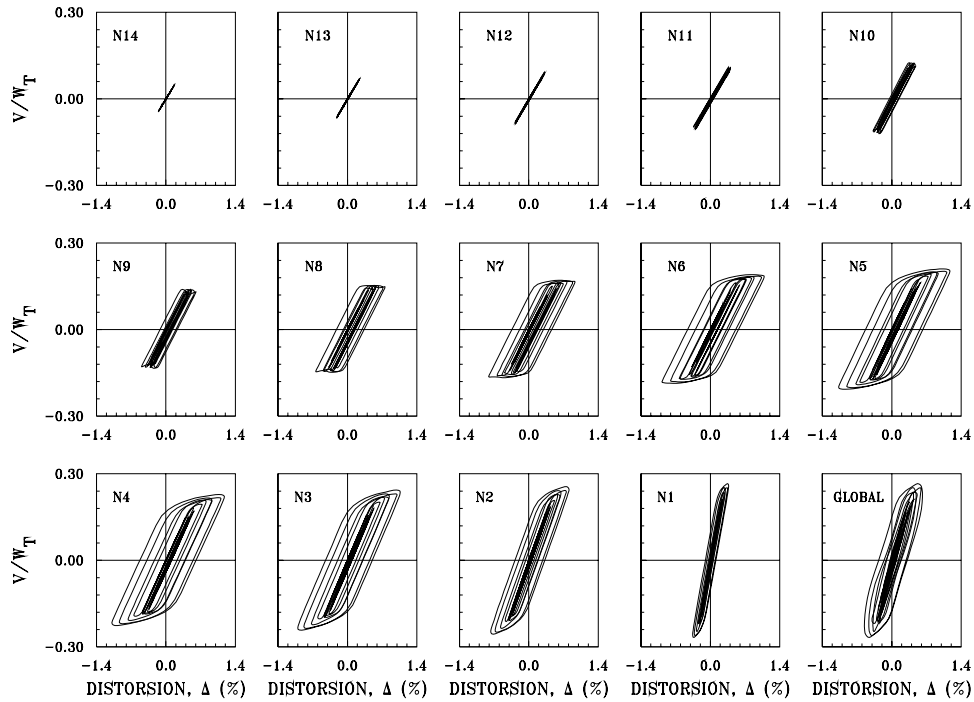 0.30
N14
N13
N12
N11
N10
V/W_T
0.00
−0.30
−1.4 0.0 1.4 −1.4 0.0 1.4 −1.4 0.0 1.4 −1.4 0.0 1.4 −1.4 0.0 1.4
0.30
N9
N8
N7
N6
N5
V/W_T
0.00
−0.30
−1.4 0.0 1.4 −1.4 0.0 1.4 −1.4 0.0 1.4 −1.4 0.0 1.4 −1.4 0.0 1.4
0.30
N4
N3
N2
N1
GLOBAL
V/W_T
0.00
−0.30
−1.4 0.0 1.4 −1.4 0.0 1.4 −1.4 0.0 1.4 −1.4 0.0 1.4 −1.4 0.0 1.4
DISTORSION, Δ (%) DISTORSION, Δ (%) DISTORSION, Δ (%) DISTORSION, Δ (%) DISTORSION, Δ (%)